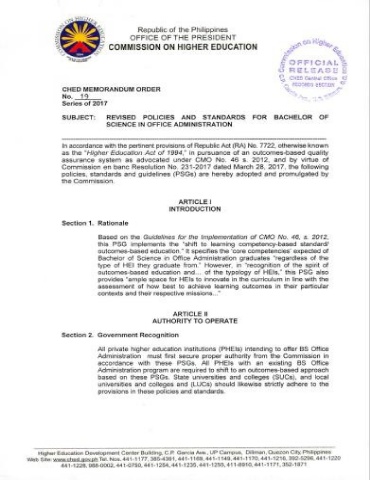 Republic of the Philippines
OFFICE OF THE PRESIDENT
COMMISSION ON HIGHER EDUCATION
OFFICIAL
RELEASE
CHED Central Office
RECORDS SECTION
CHED MEMORANDUM ORDER
No. 19
Series of 2017
SUBJECT: REVISED POLICIES AND STANDARDS FOR BACHELOR OF
SCIENCE IN OFFICE ADMINISTRATION
In accordance with the pertinent provisions of Republic Act (RA) No. 7722, otherwise known
as the "Higher Education Act of 1994," in pursuance of an outcomes-based quality
assurance system as advocated under CMO No. 46 s. 2012, and by virtue of
Commission en banc Resolution No. 231-2017 dated March 28, 2017, the following
policies, standards and guidelines (PSGs) are hereby adopted and promulgated by
the Commission.
ARTICLE I
INTRODUCTION
Section 1. Rationale
Based on the Guidelines for the Implementation of CMO No. 46, s. 2012,
this PSG implements the "shift to learning competency-based standard/
outcomes-based education." It specifies the 'core competencies' expected of
Bachelor of Science in Office Administration graduates "regardless of the
type of HEI they graduate from." However, in "recognition of the spirit of
outcomes-based education and... of the typology of HEIs," this PSG also
provides "ample space for HEIs to innovate in the curriculum in line with the
assessment of how best to achieve learning outcomes in their particular
contexts and their respective missions..."
ARTICLE II
AUTHORITY TO OPERATE
Section 2. Government Recognition
All private higher education institutions (PHEIs) intending to offer BS Office
Administration must first secure proper authority from the Commission in
accordance with these PSGs. All PHEIs with an existing BS Office
Administration program are required to shift to an outcomes-based approach
based on these PSGs. State universities and colleges (SUCs), and local
universities and colleges (LUCs) should likewise strictly adhere to the
provisions in these policies and standards.
Higher Education Development Center Building, C.P. Garcia Ave., UP Campus, Diliman, Quezon City, Philippines
Web Site: www.ched.gov.ph Tel. Nos. 441-1177, 385-4391, 441-1169, 441-1149, 441-1170, 441-1216, 392-5296, 441-1220
441-1228, 988-0002, 441-0750, 441-1254, 441-1235, 441-1255, 411-8910, 441-1171, 352-1871